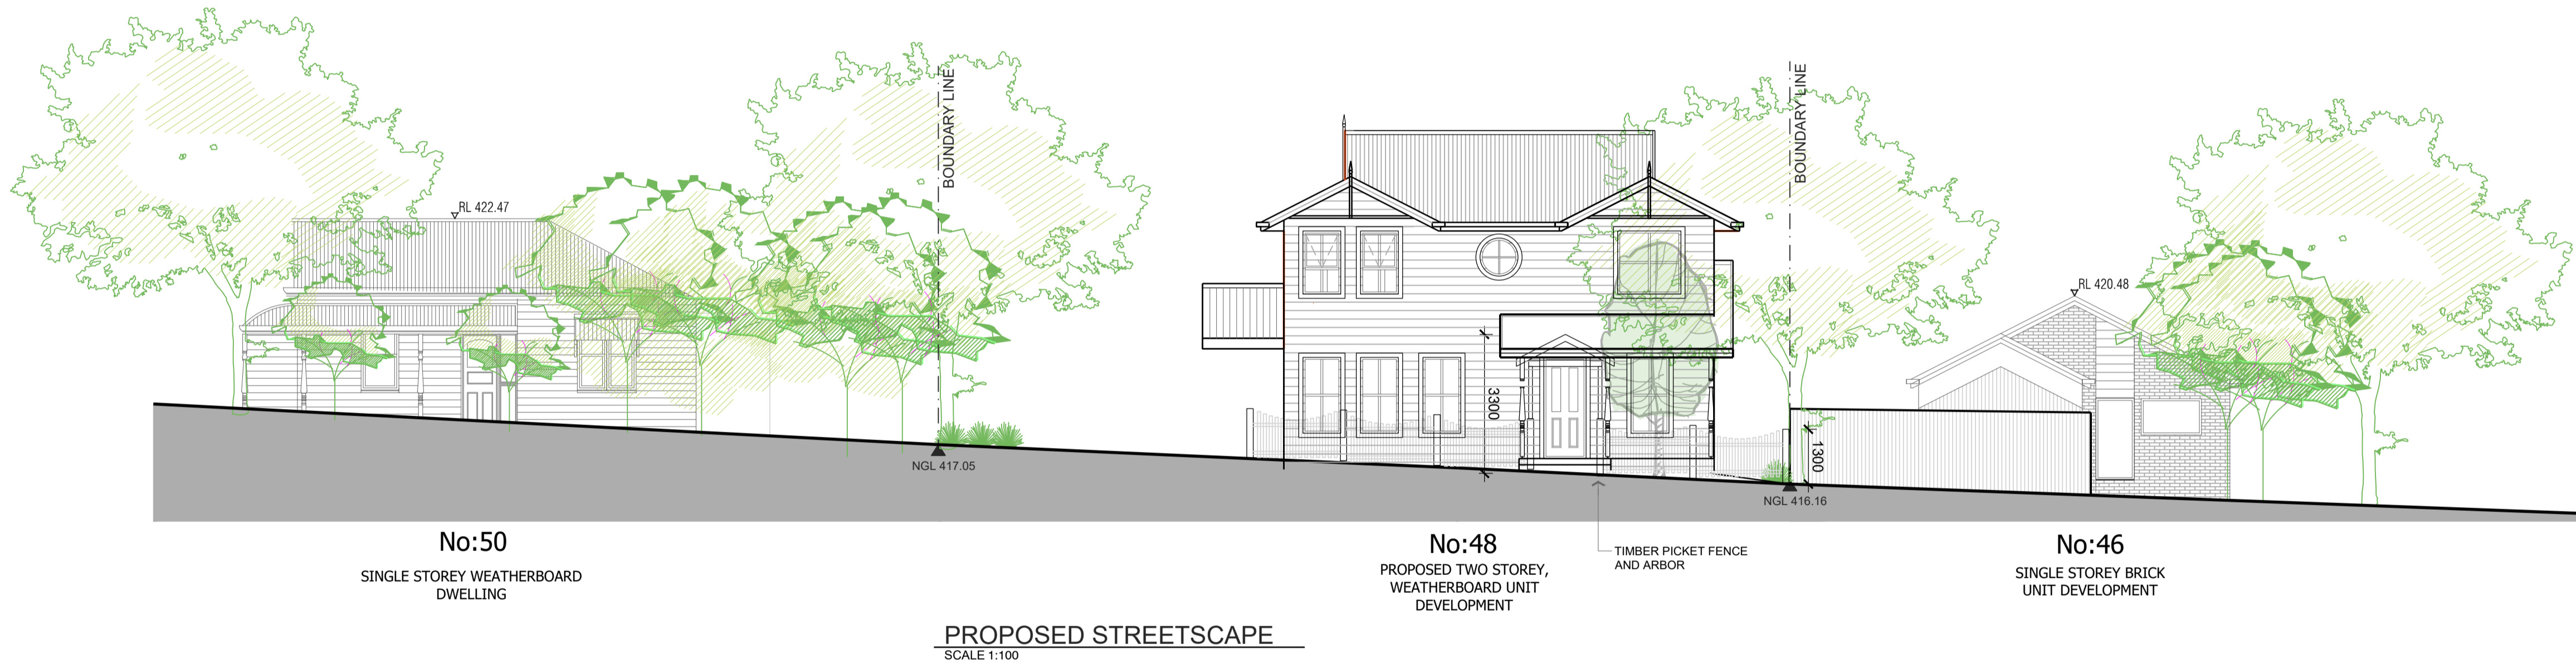 BOUNDARY LINE
BOUNDARY LINE
RL 422.47
RL 420.48
3300
1300
NGL 417.05
NGL 416.16
No:50
SINGLE STOREY WEATHERBOARD
DWELLING
No:48
PROPOSED TWO STOREY,
WEATHERBOARD UNIT
DEVELOPMENT
TIMBER PICKET FENCE
AND ARBOR
No:46
SINGLE STOREY BRICK
UNIT DEVELOPMENT
PROPOSED STREETSCAPE
SCALE 1:100